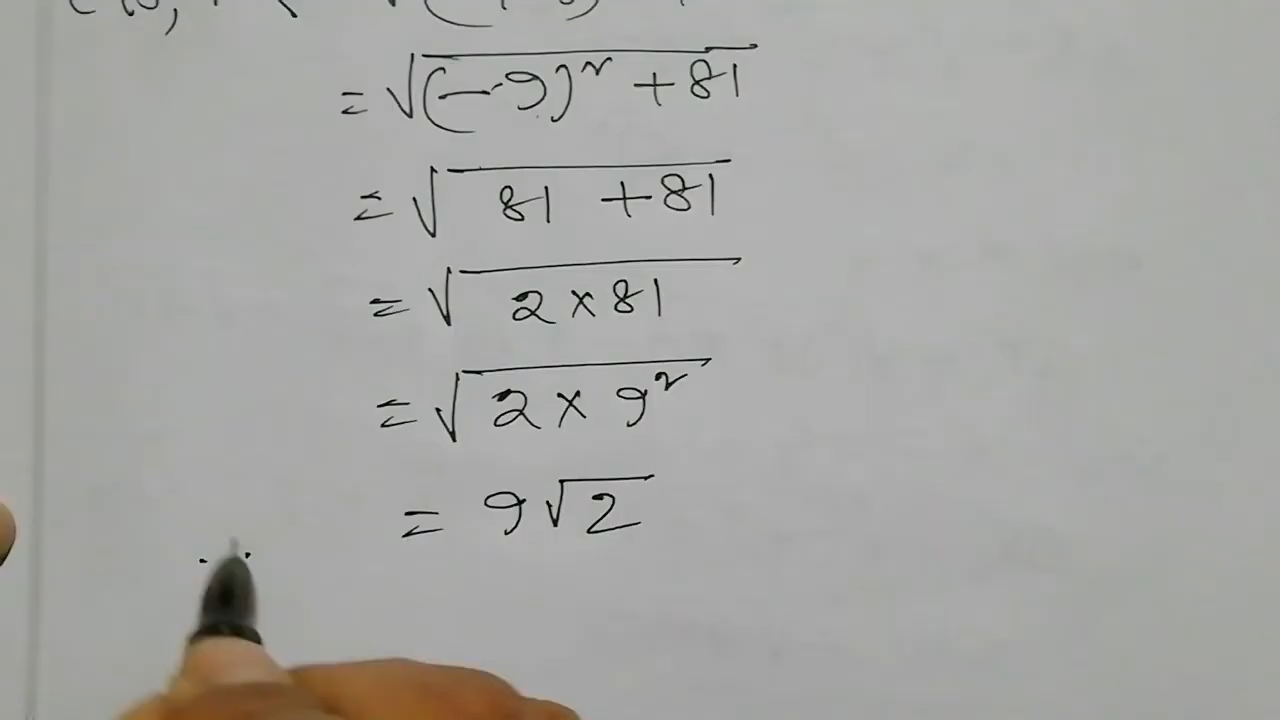 = √(-9)² + 81
= √81 + 81
= √2 × 81
= √2 × 9²
= 9√2